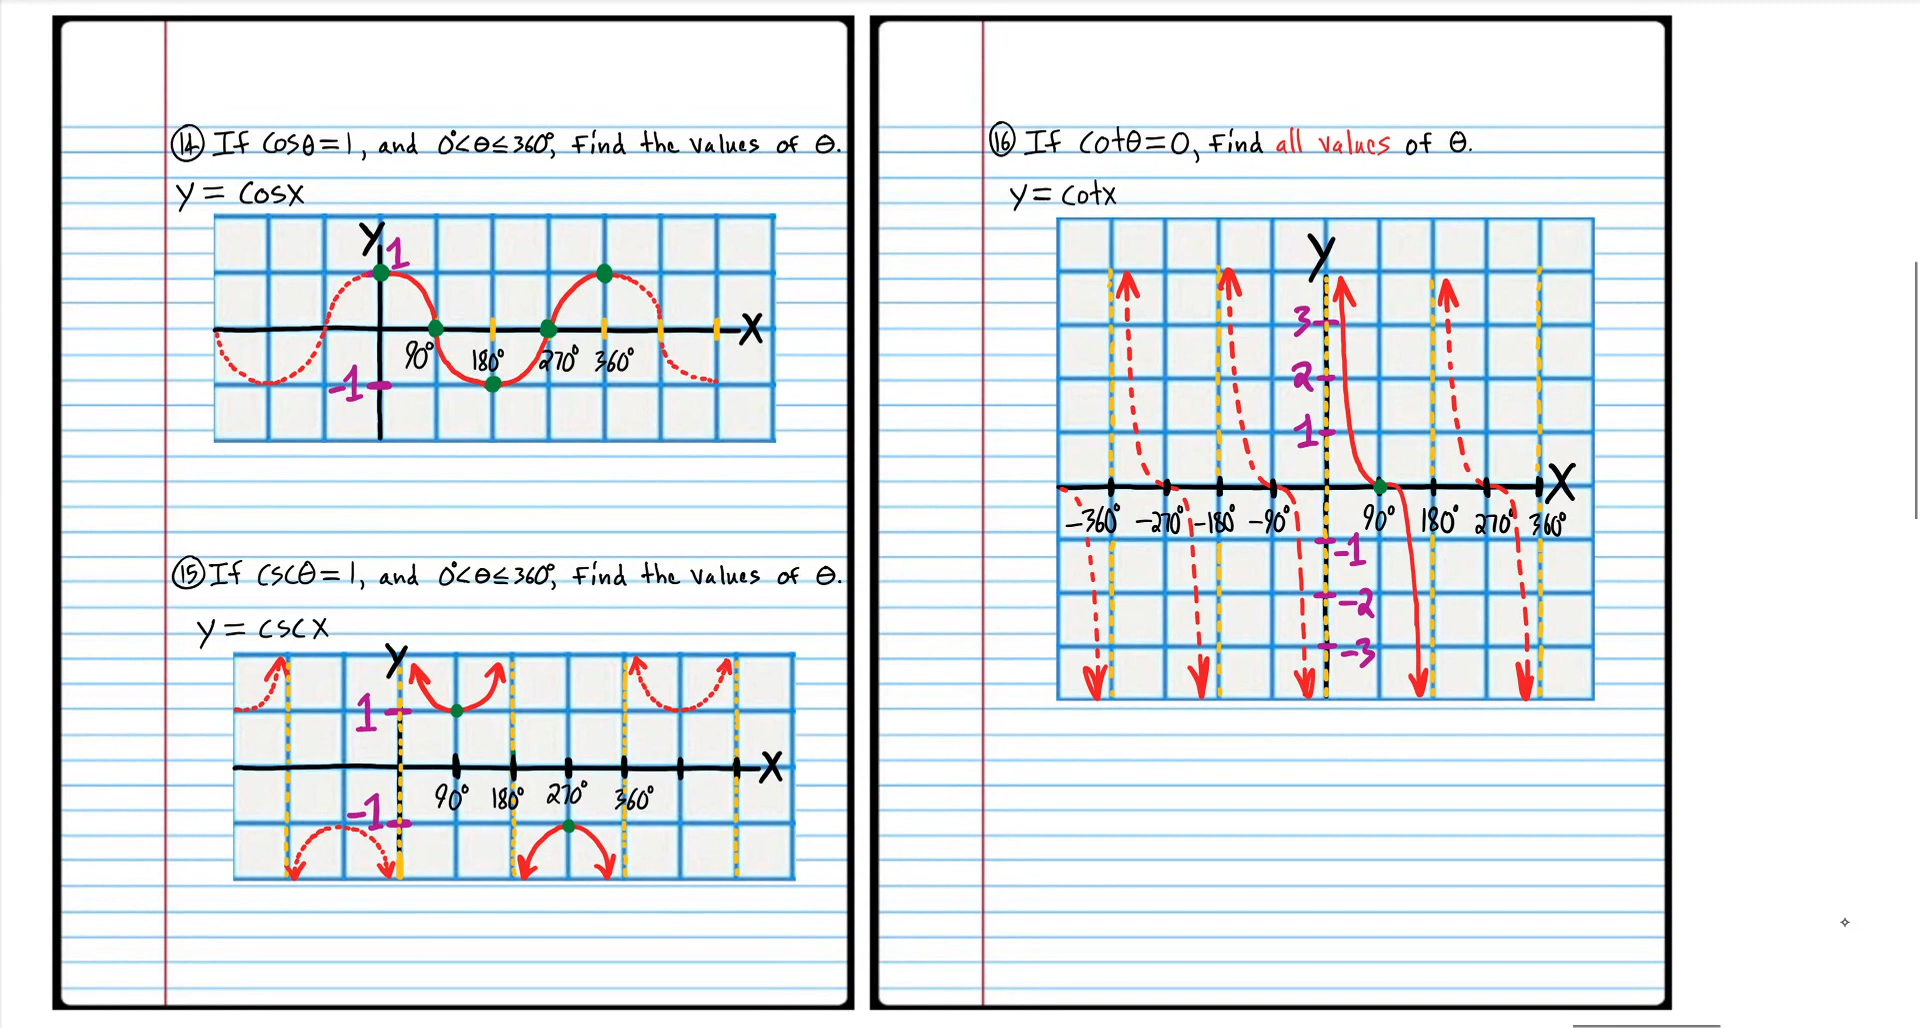 ⑭ If cosθ=1, and 0°<θ≤360°, Find the values of θ.
y = cosx
y
1
X
90° 180° 270° 360°
-1
⑮ If cscθ=1, and 0°<θ≤360°, Find the values of θ.
y = cscx
y
1
X
90° 180° 270° 360°
-1
⑯ If cotθ=0, Find all values of θ.
y = cotx
y
3
2
1
X
-360° -270° -180° -90° 90° 180° 270° 360°
-1
-2
-3